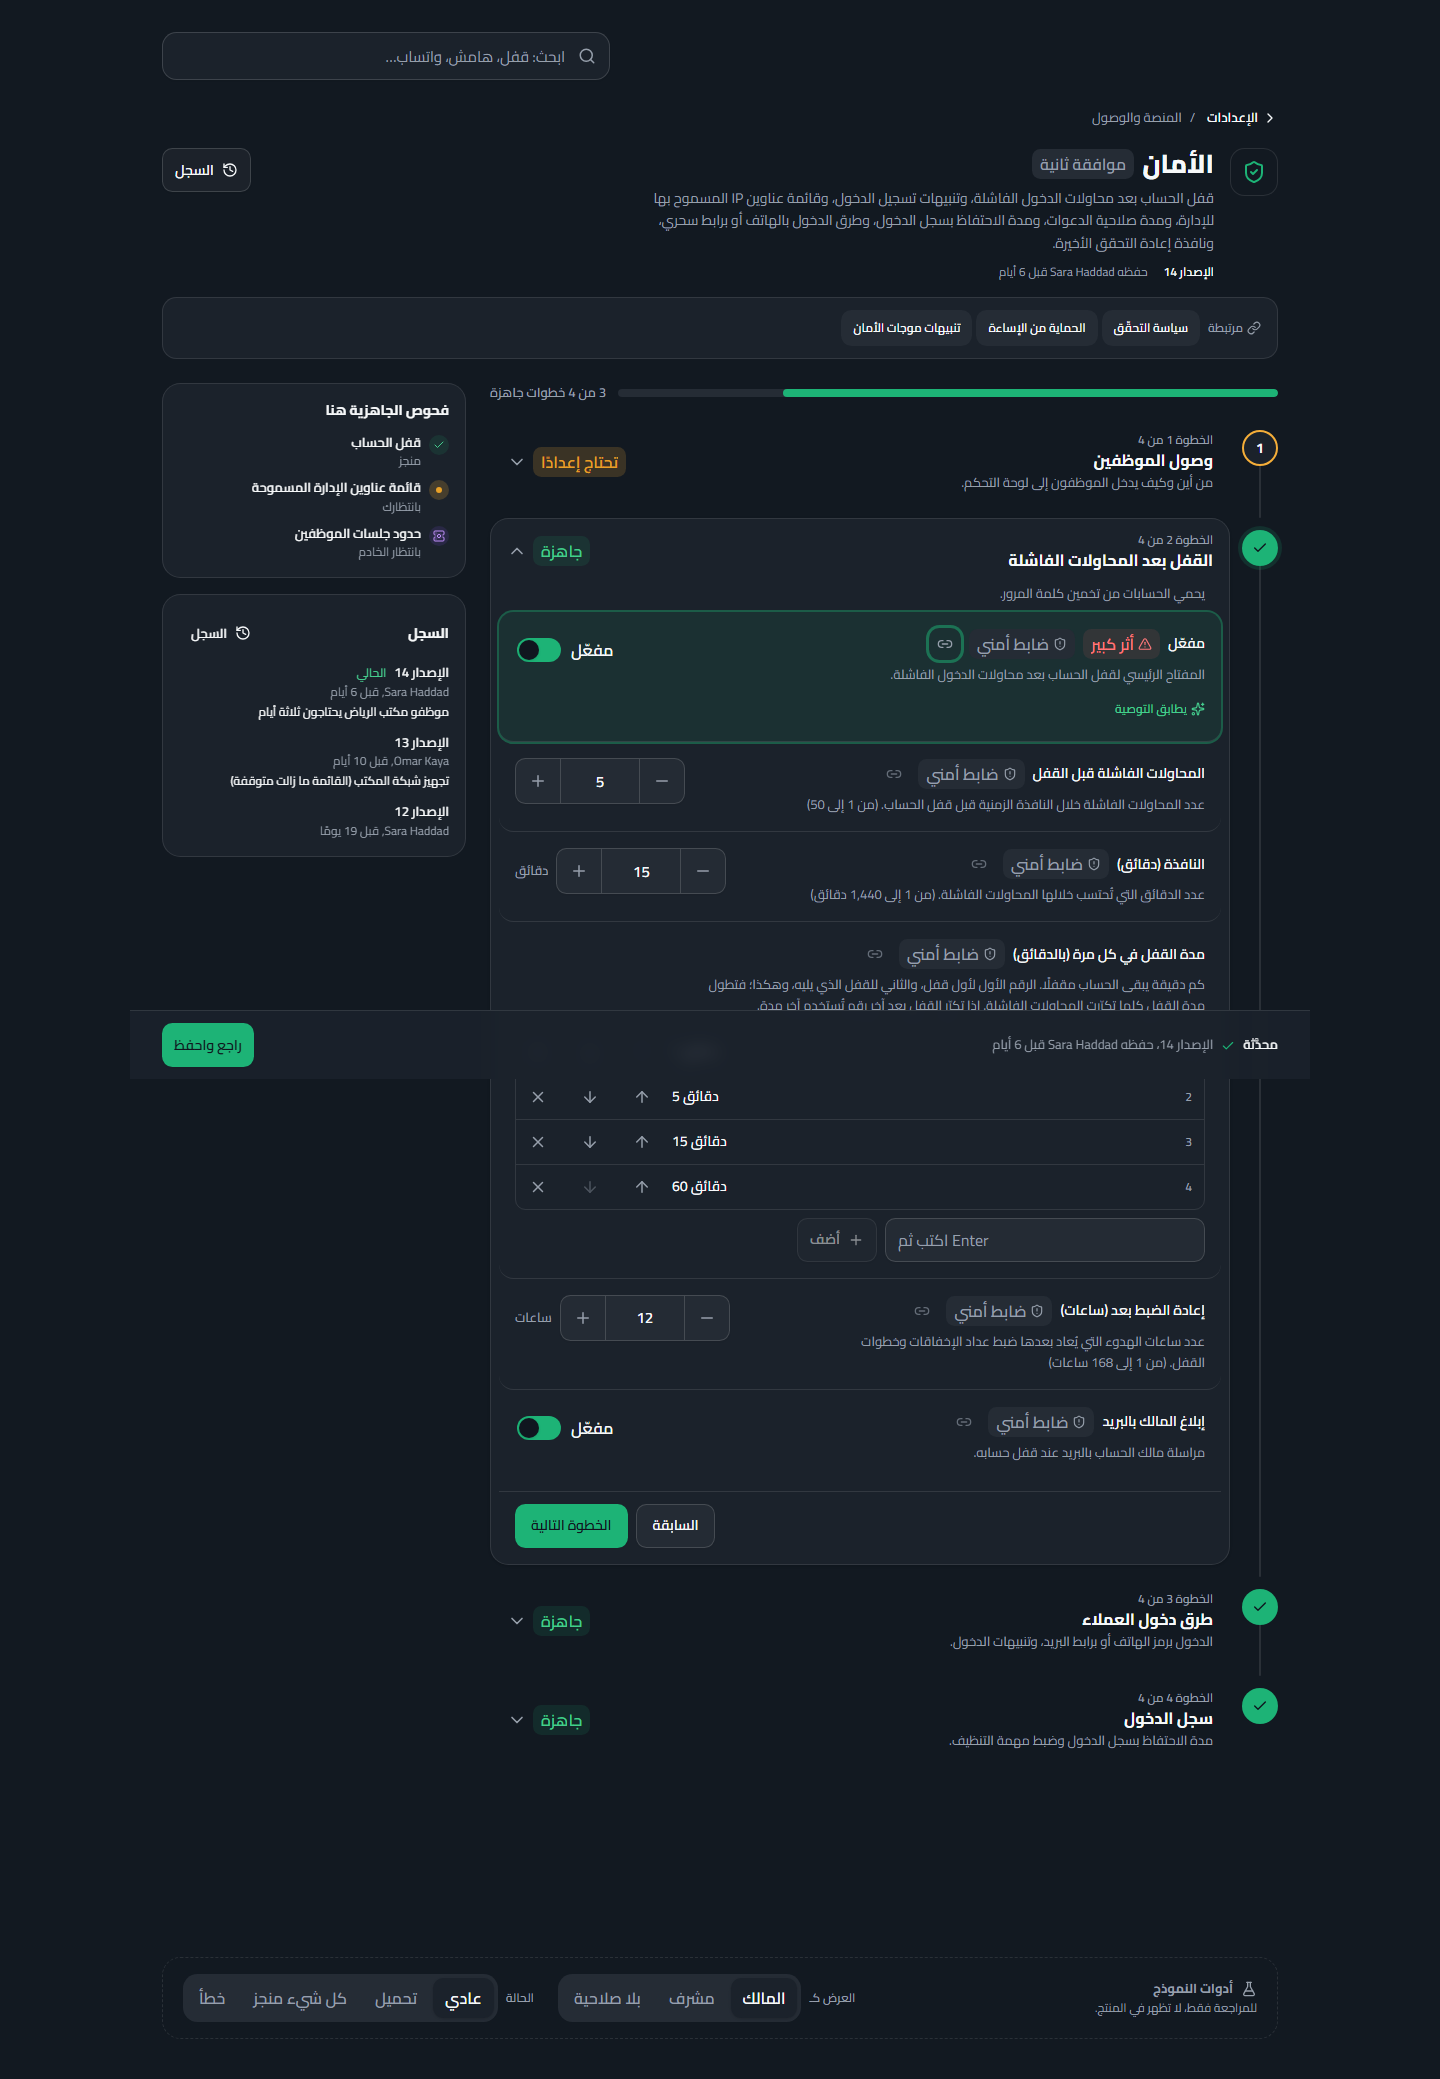 ابحث: قفل، هامش، واتساب...
الإعدادات / المنصة والوصول
الأمان موافقة ثانية
السجل
قفل الحساب بعد محاولات الدخول الفاشلة، وتنبيهات تسجيل الدخول، وقائمة عناوين IP المسموح بها
للإدارة، ومدة صلاحية الدعوات، ومدة الاحتفاظ بسجل الدخول، وطرق الدخول بالهاتف أو برابط سحري،
ونافذة إعادة التحقق الأخيرة.
الإصدار 14 حفظه Sara Haddad قبل 6 أيام
مرتبطة سياسة التحقّق الحماية من الإساءة تنبيهات موجات الأمان
3 من 4 خطوات جاهزة
1
الخطوة 1 من 4
وصول الموظفين
من أين وكيف يدخل الموظفون إلى لوحة التحكم.
تحتاج إعدادًا
الخطوة 2 من 4
القفل بعد المحاولات الفاشلة
جاهزة
يحمي الحسابات من تخمين كلمة المرور.
مفعّل أثر كبير ضابط أمني
مفعّل
المفتاح الرئيسي لقفل الحساب بعد محاولات الدخول الفاشلة.
يطابق التوصية
المحاولات الفاشلة قبل القفل ضابط أمني
5
عدد المحاولات الفاشلة خلال النافذة الزمنية قبل قفل الحساب. (من 1 إلى 50)
النافذة (دقائق) ضابط أمني
15 دقائق
عدد الدقائق التي تُحتسب خلالها المحاولات الفاشلة. (من 1 إلى 1,440 دقائق)
مدة القفل في كل مرة (بالدقائق) ضابط أمني
كم دقيقة يبقى الحساب مقفلًا. الرقم الأول لأول قفل، والثاني للقفل الذي يليه، وهكذا؛ فتطول
مدة القفل كلما تكرّرت المحاولات الفاشلة. إذا تكرّر القفل بعد آخر رقم تُستخدم آخر مدة.
محدّثة الإصدار 14، حفظه Sara Haddad قبل 6 أيام
راجع واحفظ
2 5 دقائق
3 15 دقائق
4 60 دقائق
اكتب ثم Enter
أضف
إعادة الضبط بعد (ساعات) ضابط أمني
12 ساعات
عدد ساعات الهدوء التي يُعاد بعدها ضبط عداد الإخفاقات وخطوات
القفل. (من 1 إلى 168 ساعات)
إبلاغ المالك بالبريد ضابط أمني
مفعّل
مراسلة مالك الحساب بالبريد عند قفل حسابه.
السابقة الخطوة التالية
الخطوة 3 من 4
طرق دخول العملاء
الدخول برمز الهاتف أو برابط البريد، وتنبيهات الدخول.
جاهزة
الخطوة 4 من 4
سجل الدخول
مدة الاحتفاظ بسجل الدخول وضبط مهمة التنظيف.
جاهزة
فحوص الجاهزية هنا
قفل الحساب
منجز
قائمة عناوين الإدارة المسموحة
بانتظارك
حدود جلسات الموظفين
بانتظار الخادم
السجل
السجل
الإصدار 14 الحالي
Sara Haddad, قبل 6 أيام
موظفو مكتب الرياض يحتاجون ثلاثة أيام
الإصدار 13
Omar Kaya, قبل 10 أيام
تجهيز شبكة المكتب (القائمة ما زالت متوقفة)
الإصدار 12
Sara Haddad, قبل 19 يومًا
أدوات النموذج
للمراجعة فقط، لا تظهر في المنتج.
العرض كـ المالك مشرف بلا صلاحية
الحالة عادي تحميل كل شيء منجز خطأ